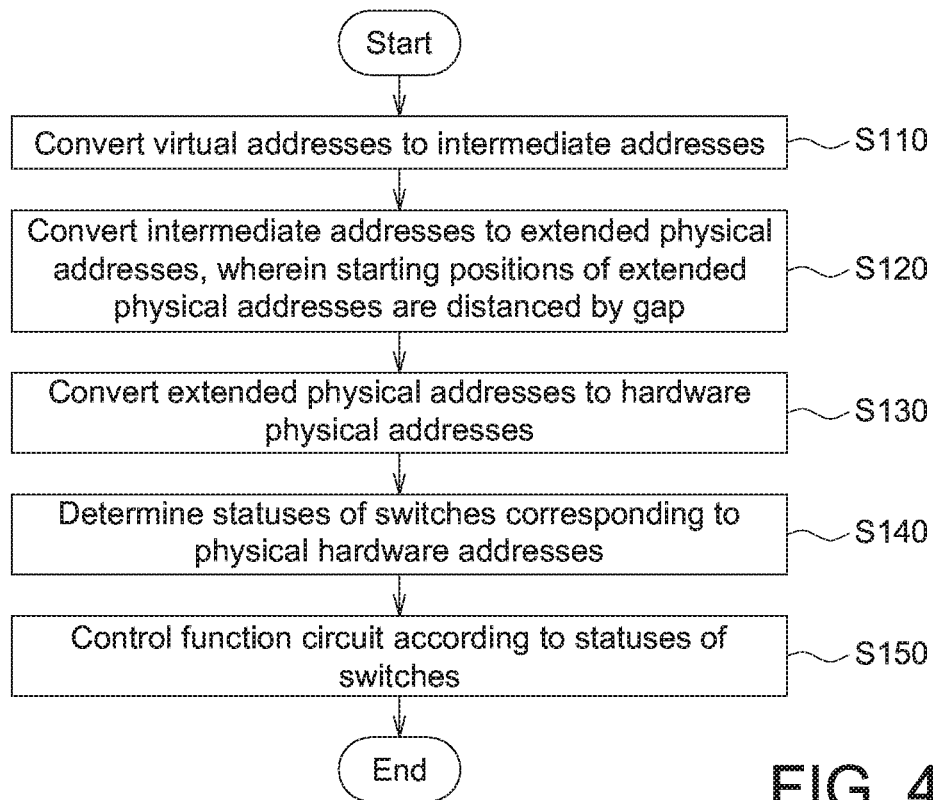 Start
Convert virtual addresses to intermediate addresses
S110
Convert intermediate addresses to extended physical
addresses, wherein starting positions of extended
physical addresses are distanced by gap
S120
Convert extended physical addresses to hardware
physical addresses
S130
Determine statuses of switches corresponding to
physical hardware addresses
S140
Control function circuit according to statuses of
switches
S150
End
FIG. 4